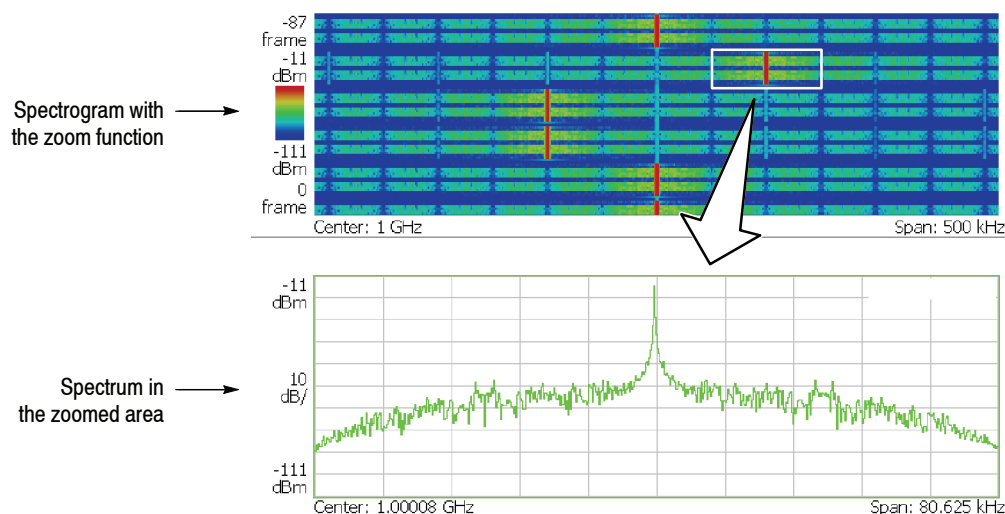 -87
frame
-11
dBm
Spectrogram with
the zoom function
-111
dBm
0
frame
Center: 1 GHz
Span: 500 kHz
-11
dBm
10
dB/
Spectrum in
the zoomed area
-111
dBm
Center: 1.00008 GHz
Span: 80.625 kHz